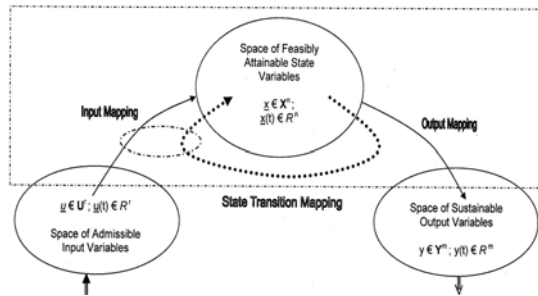 Space of Feasibly
Attainable State
Variables
x ∈ Xⁿ ;
x(t) ∈ Rⁿ
Input Mapping
Output Mapping
State Transition Mapping
u ∈ Uʳ ; u(t) ∈ Rʳ
Space of Admissible
Input Variables
Space of Sustainable
Output Variables
y ∈ Yᵐ ; y(t) ∈ Rᵐ